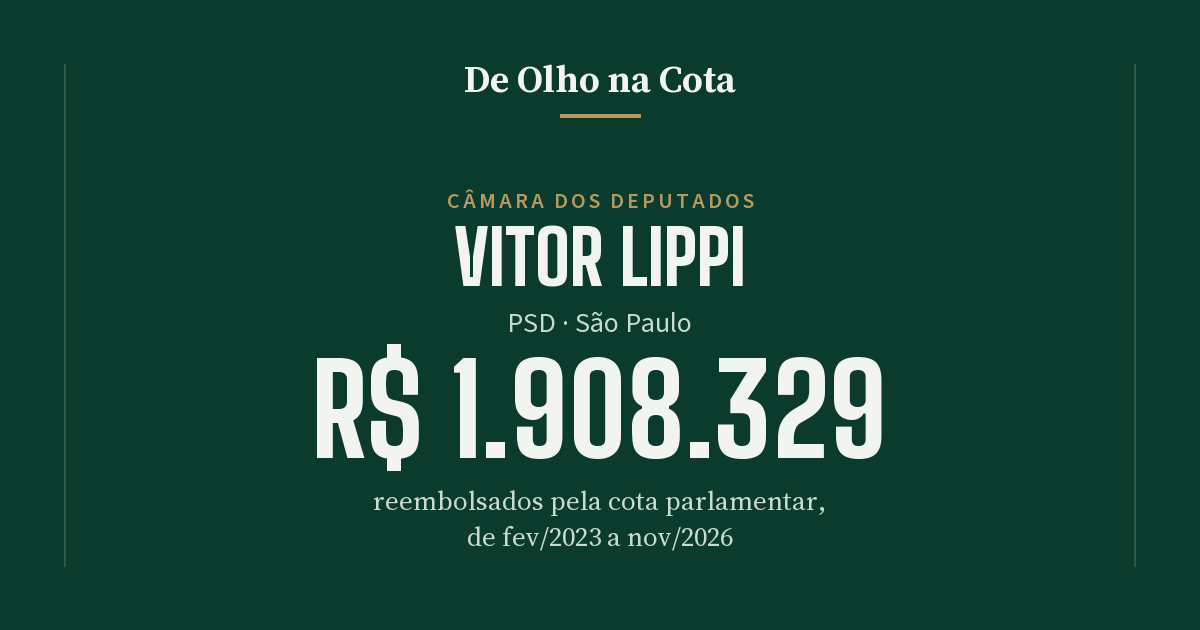 De Olho na Cota
CÂMARA DOS DEPUTADOS
VITOR LIPPI
PSD · São Paulo
R$ 1.908.329
reembolsados pela cota parlamentar,
de fev/2023 a nov/2026